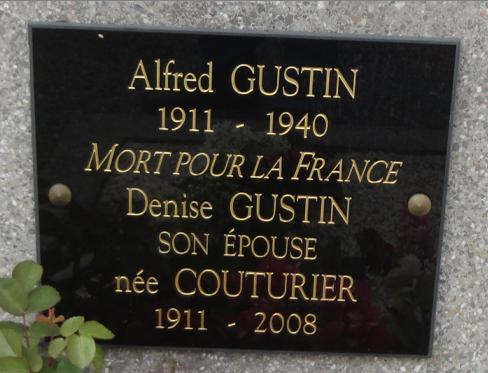 Alfred GUSTIN
1911 - 1940
MORT POUR LA FRANCE
Denise GUSTIN
SON ÉPOUSE
née COUTURIER
1911 - 2008